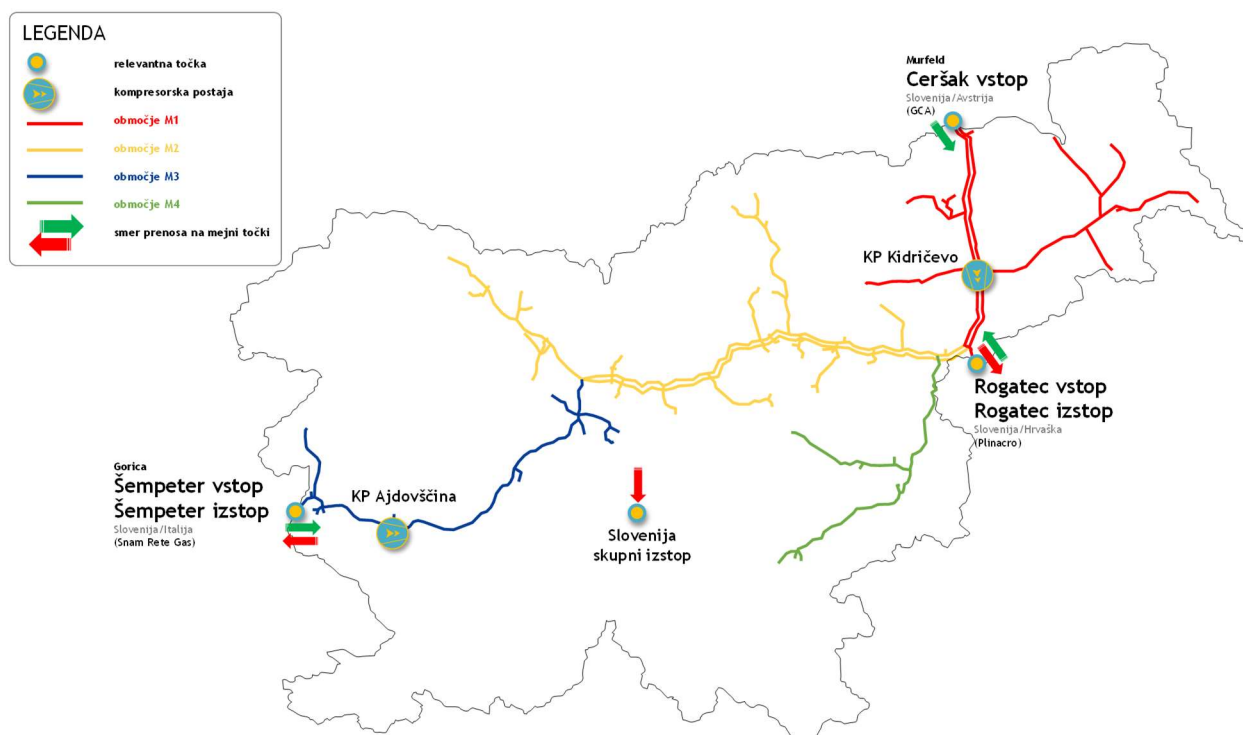 LEGENDA
relevantna točka
kompresorska postaja
območje M1
območje M2
območje M3
območje M4
smer prenosa na mejni točki
Murfeld
Ceršak vstop
Slovenija/Avstrija
(GCA)
KP Kidričevo
Rogatec vstop
Rogatec izstop
Slovenija/Hrvaška
(Plinacro)
Gorica
Šempeter vstop
Šempeter izstop
Slovenija/Italija
(Snam Rete Gas)
KP Ajdovščina
Slovenija
skupni izstop